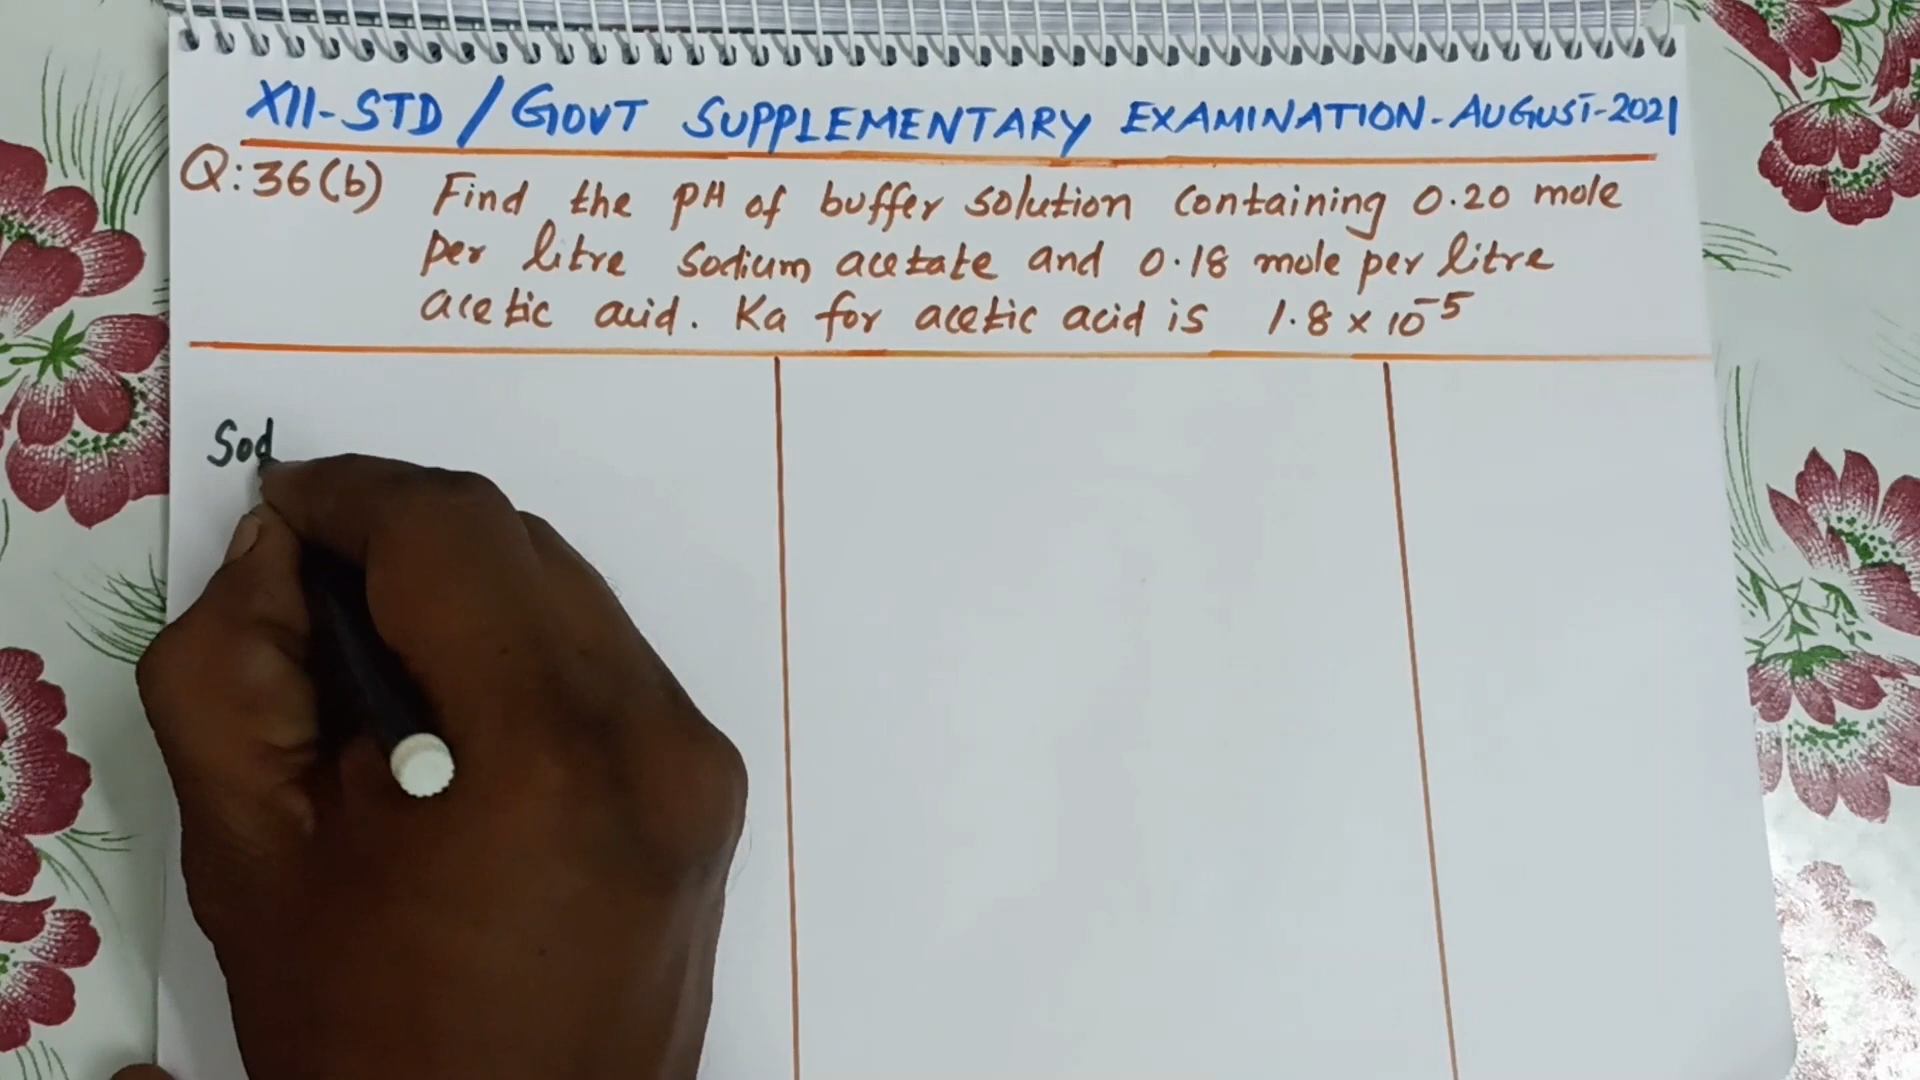 XII-STD / GOVT SUPPLEMENTARY EXAMINATION-AUGUST-2021
Q:36(b) Find the pH of buffer solution containing 0.20 mole
per litre sodium acetate and 0.18 mole per litre
acetic acid. Ka for acetic acid is 1.8 × 10⁻⁵
Sod